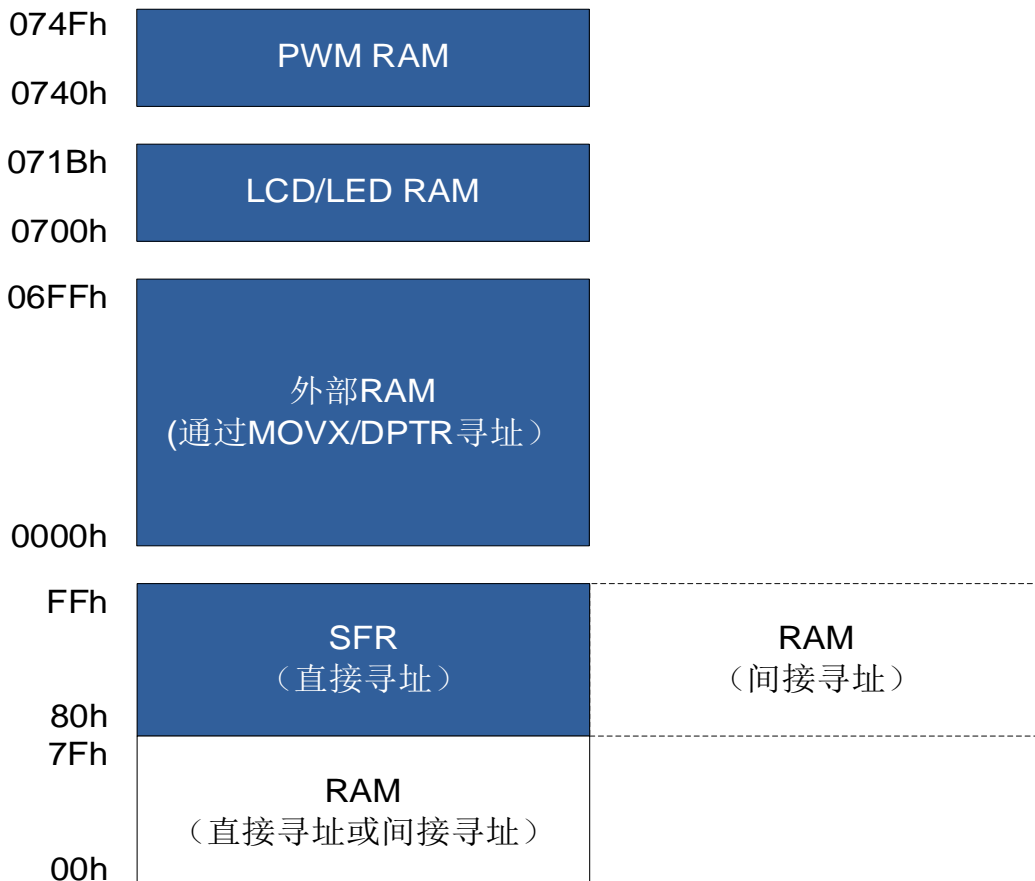 074Fh
PWM RAM
0740h
071Bh
LCD/LED RAM
0700h
06FFh
外部RAM
(通过MOVX/DPTR寻址）
0000h
FFh
SFR
（直接寻址）
RAM
（间接寻址）
80h
7Fh
RAM
（直接寻址或间接寻址）
00h